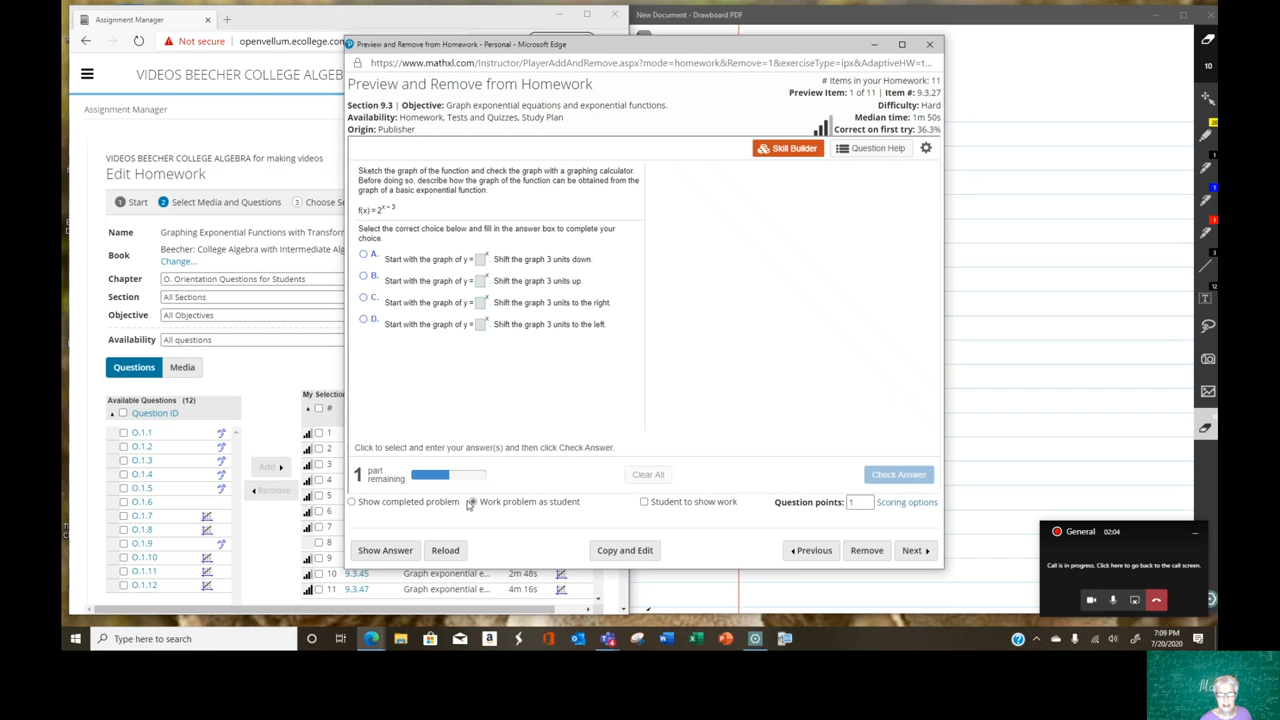 Assignment Manager
New Document - Drawboard PDF
Not secure
openvellum.ecollege.com
Preview and Remove from Homework - Personal - Microsoft Edge
https://www.mathxl.com/Instructor/PlayerAddAndRemove.aspx?mode=homework&Remove=1&exerciseType=ipx&AdaptiveHW=t...
VIDEOS BEECHER COLLEGE ALGEB
Assignment Manager
Preview and Remove from Homework
# Items in your Homework: 11
Preview Item: 1 of 11 | Item #: 9.3.27
Section 9.3 | Objective: Graph exponential equations and exponential functions.
Difficulty: Hard
Availability: Homework, Tests and Quizzes, Study Plan
Median time: 1m 50s
Origin: Publisher
Correct on first try: 36.3%
Skill Builder
Question Help
VIDEOS BEECHER COLLEGE ALGEBRA for making videos
Edit Homework
1 Start
2 Select Media and Questions
3 Choose Se
Name
Graphing Exponential Functions with Transform
Book
Beecher: College Algebra with Intermediate Alg
Change...
Chapter
O. Orientation Questions for Students
Section
All Sections
Objective
All Objectives
Availability
All questions
Questions
Media
Available Questions (12)
Question ID
O.1.1
O.1.2
O.1.3
O.1.4
O.1.5
O.1.6
O.1.7
O.1.8
O.1.9
O.1.10
O.1.11
O.1.12
Add
Remove
My Selection
#
1
2
3
4
5
6
7
8
9
10 9.3.45 Graph exponential e... 2m 48s
11 9.3.47 Graph exponential e... 4m 16s
Sketch the graph of the function and check the graph with a graphing calculator.
Before doing so, describe how the graph of the function can be obtained from the
graph of a basic exponential function.
f(x) = 2^(x − 3)
Select the correct choice below and fill in the answer box to complete your
choice.
A. Start with the graph of y = ^x. Shift the graph 3 units down.
B. Start with the graph of y = ^x. Shift the graph 3 units up.
C. Start with the graph of y = ^x. Shift the graph 3 units to the right.
D. Start with the graph of y = ^x. Shift the graph 3 units to the left.
Click to select and enter your answer(s) and then click Check Answer.
1 part
remaining
Clear All
Check Answer
Show completed problem
Work problem as student
Student to show work
Question points: 1
Scoring options
Show Answer
Reload
Copy and Edit
Previous
Remove
Next
10
General 02:04
Call is in progress. Click here to go back to the call screen.
Type here to search
7:09 PM
7/20/2020